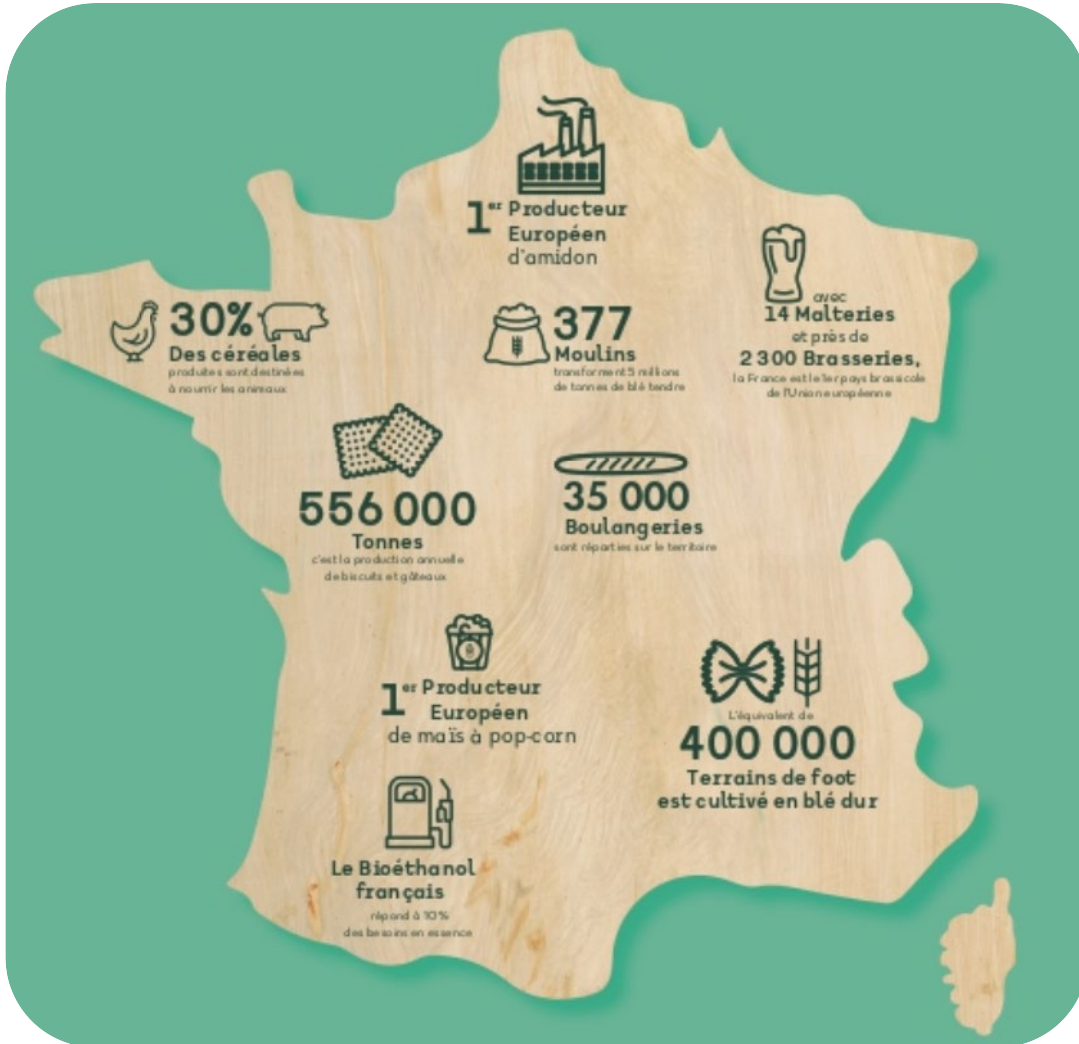 1er Producteur
Européen
d'amidon
avec
14 Malteries
et près de
2 300 Brasseries,
la France est le 1er pays brassicole
de l'Union européenne
30%
Des céréales
produites sont destinées
à nourrir les animaux
377
Moulins
transforment 5 millions
de tonnes de blé tendre
556 000
Tonnes
c'est la production annuelle
de biscuits et gâteaux
35 000
Boulangeries
sont réparties sur le territoire
1er Producteur
Européen
de maïs à pop-corn
L'équivalent de
400 000
Terrains de foot
est cultivé en blé dur
Le Bioéthanol
français
répond à 10%
des besoins en essence